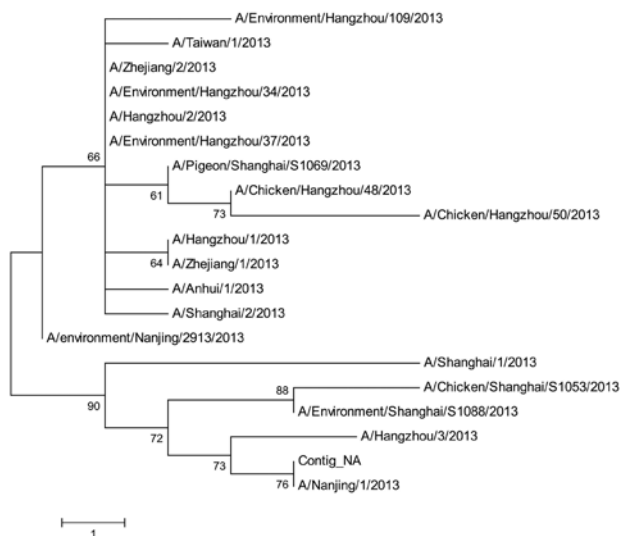 A/Environment/Hangzhou/109/2013
A/Taiwan/1/2013
A/Zhejiang/2/2013
A/Environment/Hangzhou/34/2013
A/Hangzhou/2/2013
A/Environment/Hangzhou/37/2013
66
A/Pigeon/Shanghai/S1069/2013
61
A/Chicken/Hangzhou/48/2013
73
A/Chicken/Hangzhou/50/2013
A/Hangzhou/1/2013
64
A/Zhejiang/1/2013
A/Anhui/1/2013
A/Shanghai/2/2013
A/environment/Nanjing/2913/2013
A/Shanghai/1/2013
88
A/Chicken/Shanghai/S1053/2013
90
A/Environment/Shanghai/S1088/2013
72
A/Hangzhou/3/2013
73
Contig_NA
76
A/Nanjing/1/2013
1